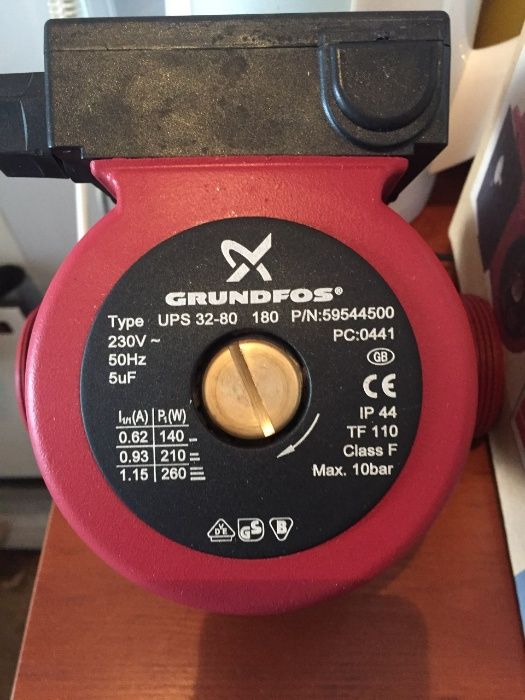 GRUNDFOS®
Type UPS 32-80 180 P/N:59544500
230V ~ PC:0441
50Hz GB
5uF CE
IP 44
TF 110
Class F
Max. 10bar
I1/1(A) P1(W)
0.62 140
0.93 210
1.15 260
VDE GS B